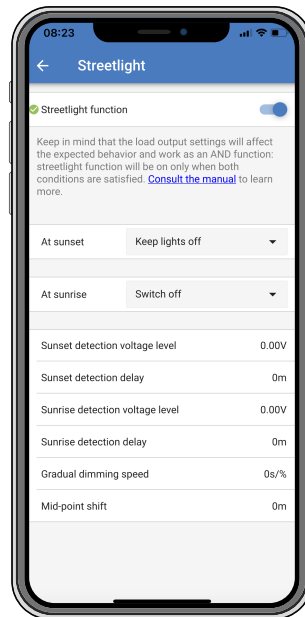 08:23
Streetlight
Streetlight function
Keep in mind that the load output settings will affect
the expected behavior and work as an AND function:
streetlight function will be on only when both
conditions are satisfied. Consult the manual to learn
more.
At sunset Keep lights off
At sunrise Switch off
Sunset detection voltage level 0.00V
Sunset detection delay 0m
Sunrise detection voltage level 0.00V
Sunrise detection delay 0m
Gradual dimming speed 0s/%
Mid-point shift 0m